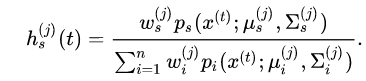 h_s^{(j)}(t) = \frac{w_s^{(j)} p_s(x^{(t)}; \mu_s^{(j)}, \Sigma_s^{(j)})}{\sum_{i=1}^{n} w_i^{(j)} p_i(x^{(t)}; \mu_i^{(j)}, \Sigma_i^{(j)})}.